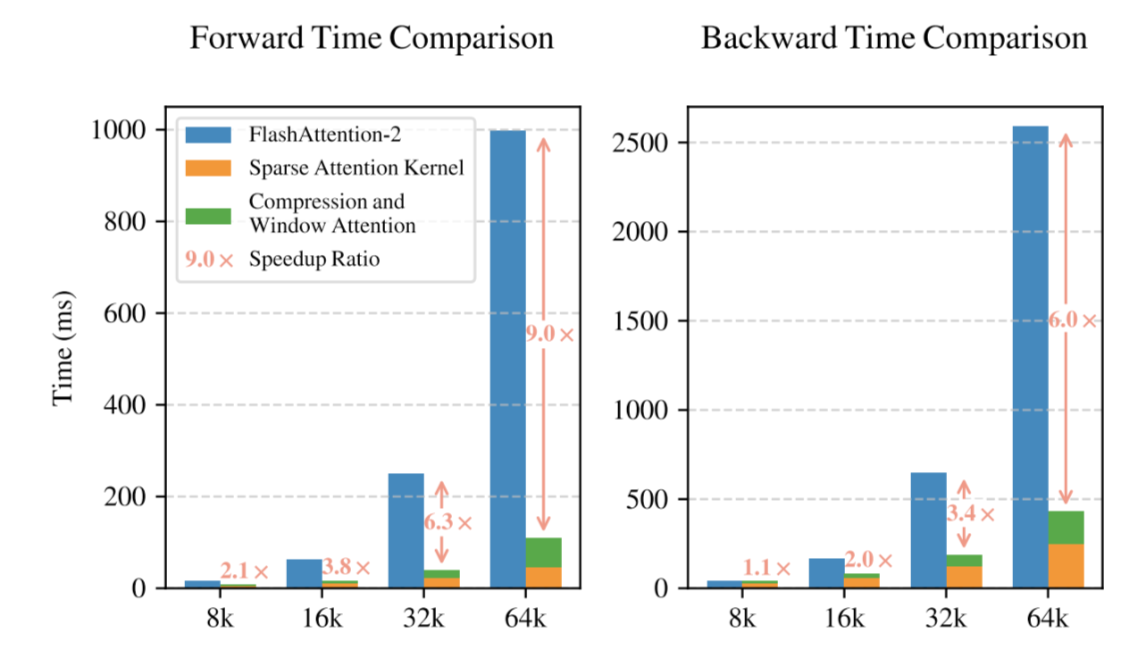 Forward Time Comparison
Backward Time Comparison
Time (ms)
1000
800
600
400
200
0
FlashAttention-2
Sparse Attention Kernel
Compression and
Window Attention
9.0× Speedup Ratio
2.1×
3.8×
6.3×
9.0×
8k 16k 32k 64k
2500
2000
1500
1000
500
0
1.1×
2.0×
3.4×
6.0×
8k 16k 32k 64k